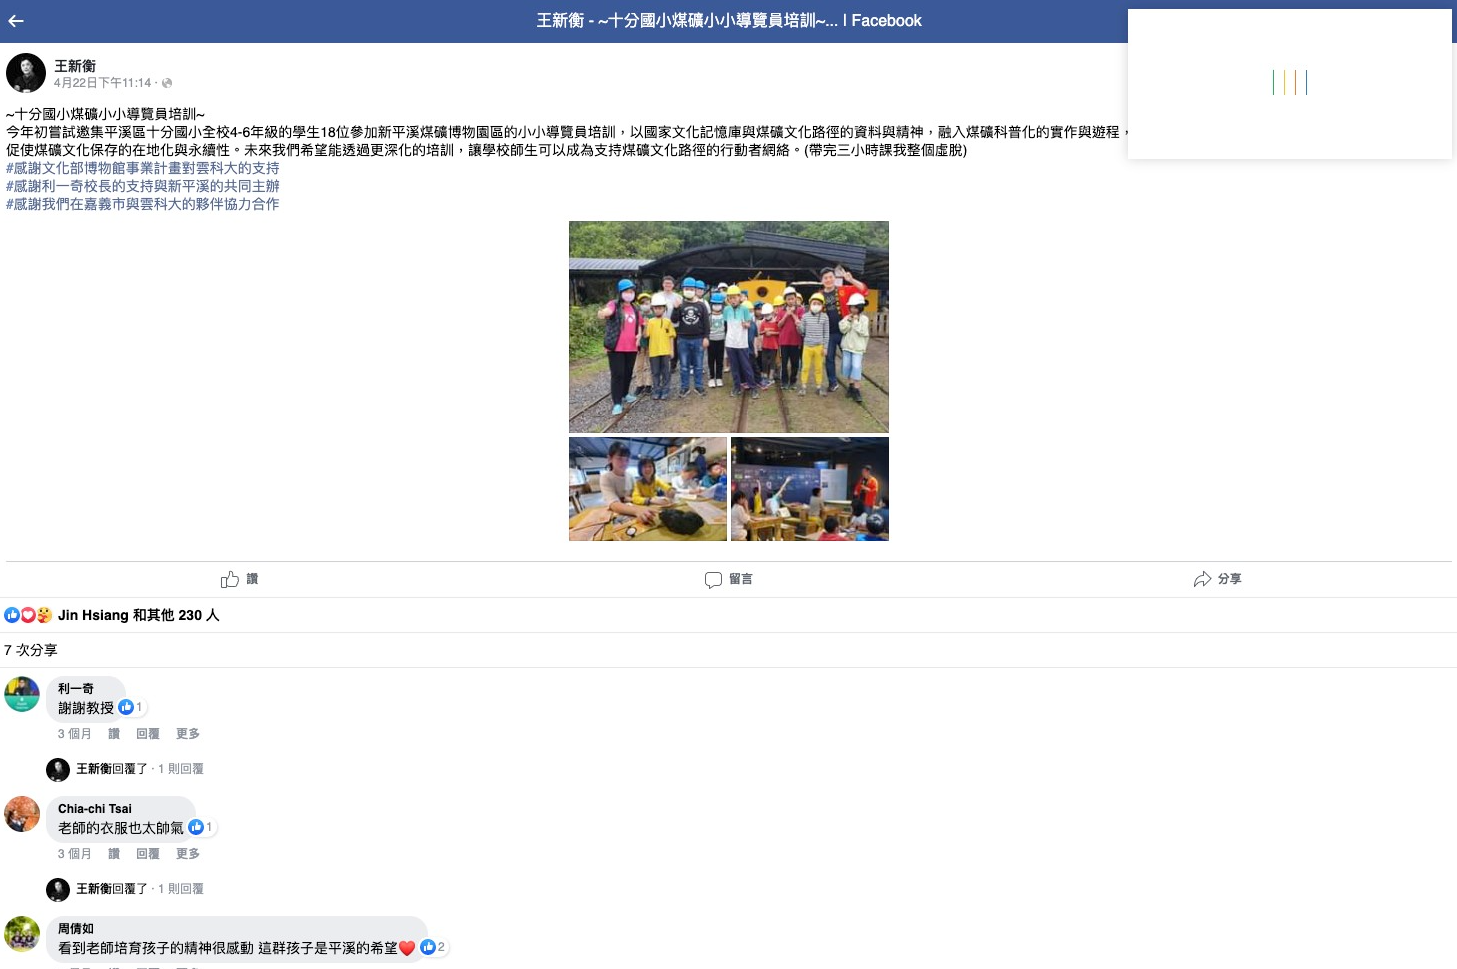 王新衡 - ~十分國小煤礦小小導覽員培訓~... | Facebook
王新衡
4月22日下午11:14 ·
~十分國小煤礦小小導覽員培訓~
今年初嘗試邀集平溪區十分國小全校4-6年級的學生18位參加新平溪煤礦博物園區的小小導覽員培訓，以國家文化記憶庫與煤礦文化路徑的資料與精神，融入煤礦科普化的實作與遊程，
促使煤礦文化保存的在地化與永續性。未來我們希望能透過更深化的培訓，讓學校師生可以成為支持煤礦文化路徑的行動者網絡。(帶完三小時課我整個虛脫)
#感謝文化部博物館事業計畫對雲科大的支持
#感謝利一奇校長的支持與新平溪的共同主辦
#感謝我們在嘉義市與雲科大的夥伴協力合作
讚 留言 分享
Jin Hsiang 和其他 230 人
7 次分享
利一奇
謝謝教授 1
3 個月 讚 回覆 更多
王新衡回覆了 · 1 則回覆
Chia-chi Tsai
老師的衣服也太帥氣 1
3 個月 讚 回覆 更多
王新衡回覆了 · 1 則回覆
周倩如
看到老師培育孩子的精神很感動 這群孩子是平溪的希望❤️ 2